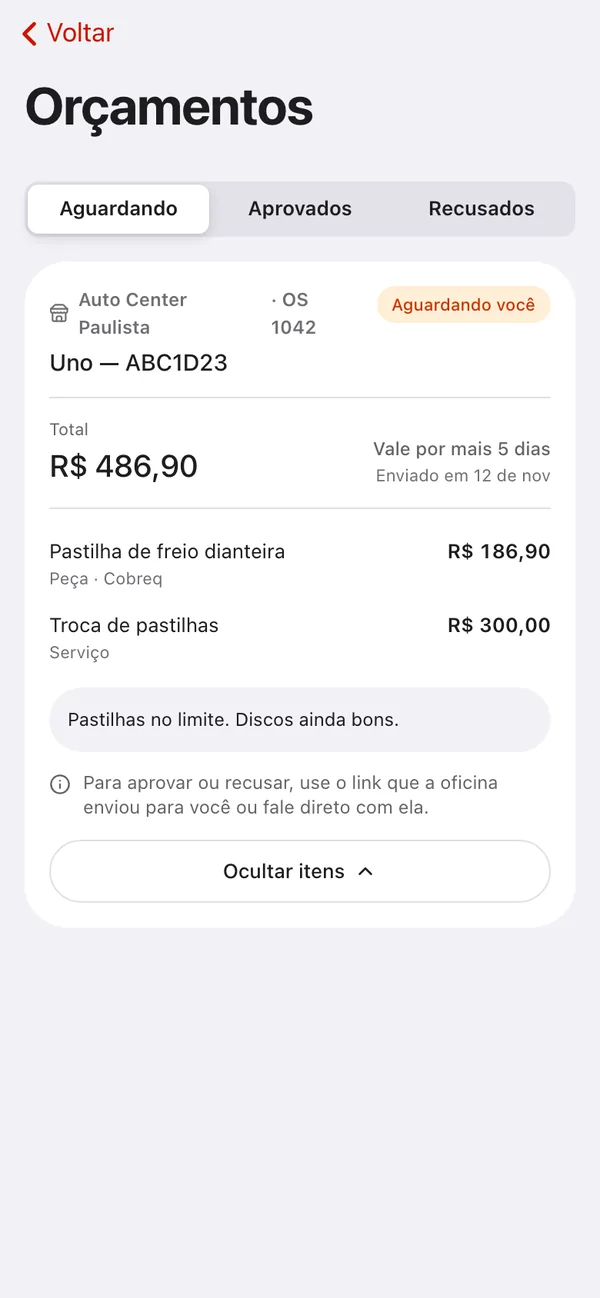 Voltar
Orçamentos
Aguardando
Aprovados
Recusados
Auto Center
Paulista
· OS
1042
Aguardando você
Uno — ABC1D23
Total
R$ 486,90
Vale por mais 5 dias
Enviado em 12 de nov
Pastilha de freio dianteira
R$ 186,90
Peça · Cobreq
Troca de pastilhas
R$ 300,00
Serviço
Pastilhas no limite. Discos ainda bons.
Para aprovar ou recusar, use o link que a oficina
enviou para você ou fale direto com ela.
Ocultar itens